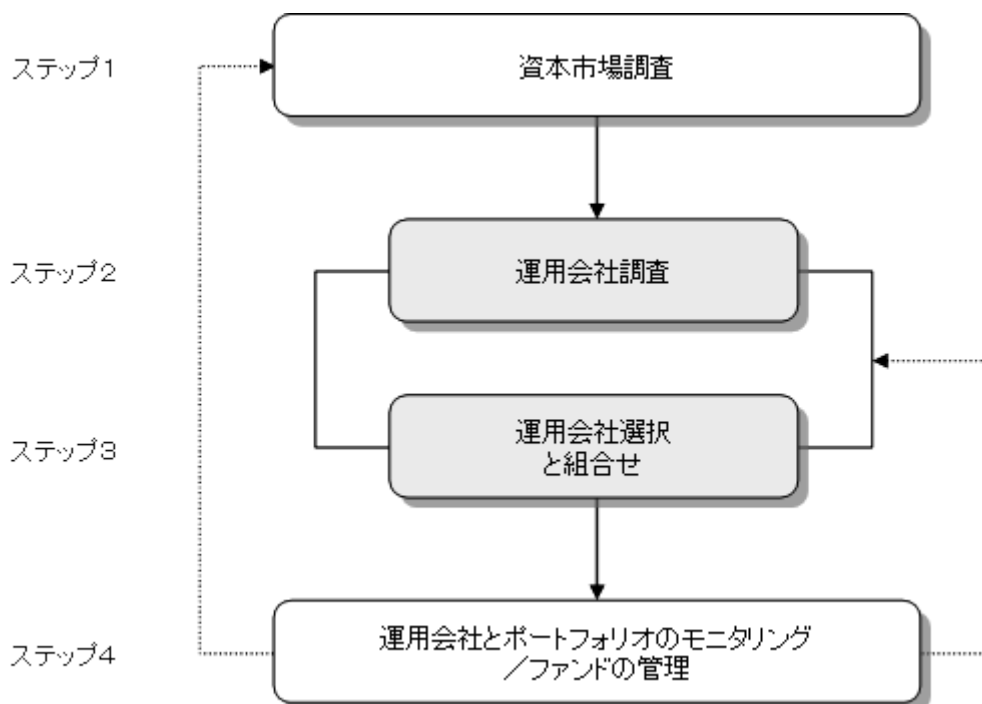 ステップ1
資本市場調査
ステップ2
運用会社調査
ステップ3
運用会社選択
と組合せ
ステップ4
運用会社とポートフォリオのモニタリング
／ファンドの管理